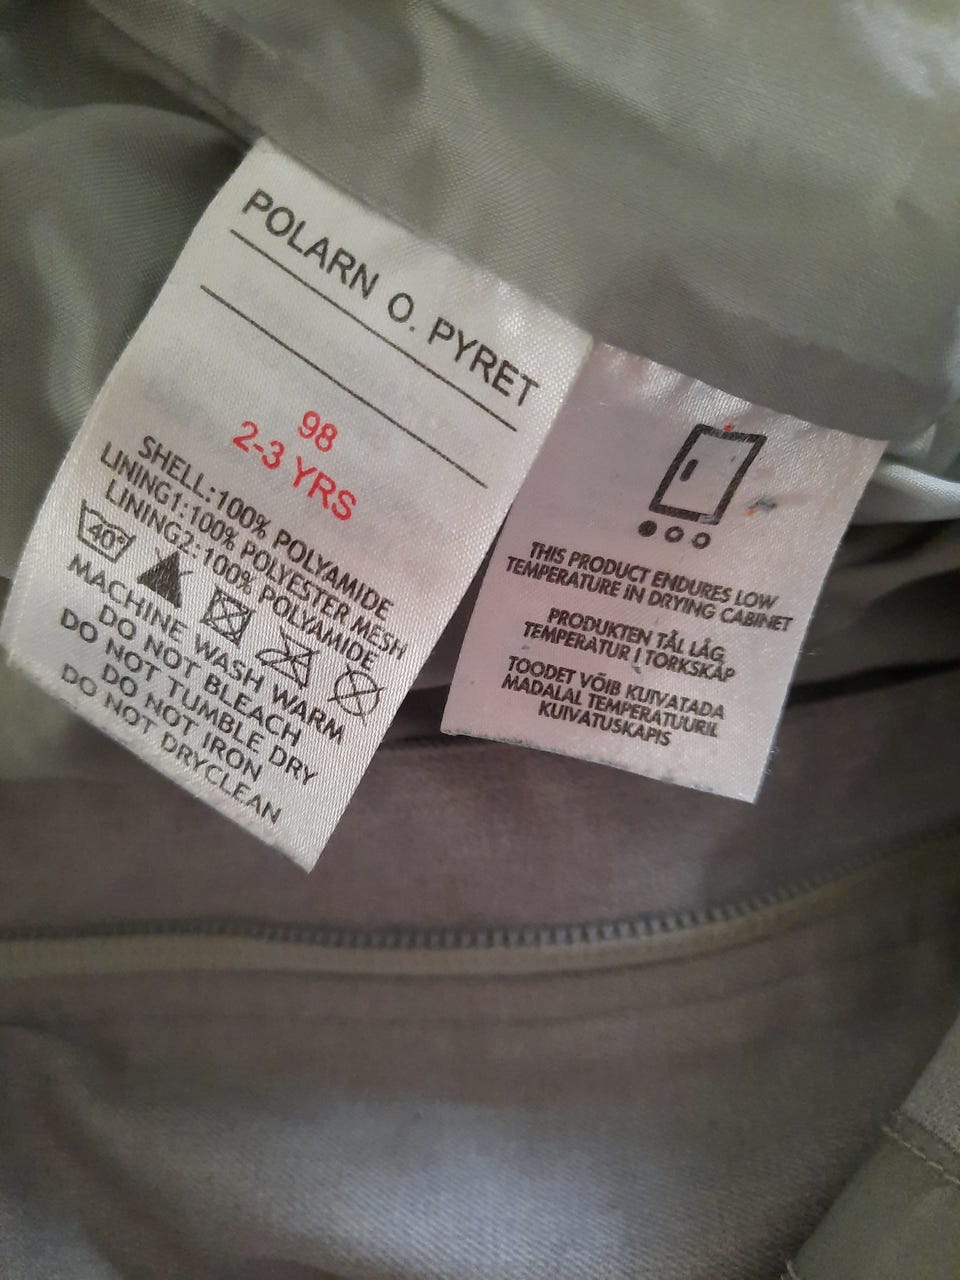 POLARN O. PYRET
98
2-3 YRS
SHELL:100% POLYAMIDE
LINING1:100% POLYESTER MESH
LINING2:100% POLYAMIDE
40°
MACHINE WASH WARM
DO NOT BLEACH
DO NOT TUMBLE DRY
DO NOT IRON
DO NOT DRYCLEAN
THIS PRODUCT ENDURES LOW
TEMPERATURE IN DRYING CABINET
PRODUKTEN TÅL LÅG
TEMPERATUR I TORKSKÅP
TOODET VÕIB KUIVATADA
MADALAL TEMPERATUURIL
KUIVATUSKAPIS